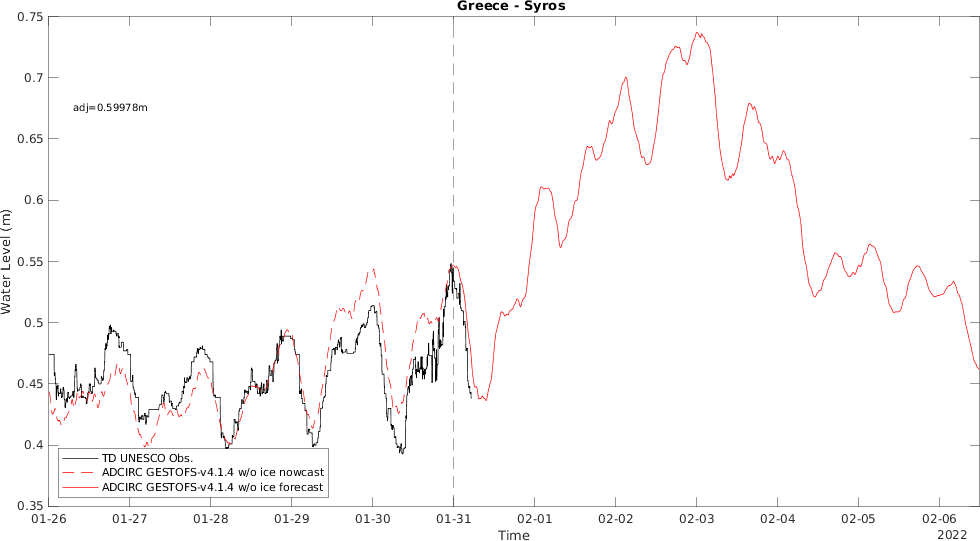 Greece - Syros
0.75
0.7
0.65
0.6
0.55
0.5
0.45
0.4
0.35
Water Level (m)
adj=0.59978m
TD UNESCO Obs.
ADCIRC GESTOFS-v4.1.4 w/o ice nowcast
ADCIRC GESTOFS-v4.1.4 w/o ice forecast
01-26 01-27 01-28 01-29 01-30 01-31 02-01 02-02 02-03 02-04 02-05 02-06
Time
2022